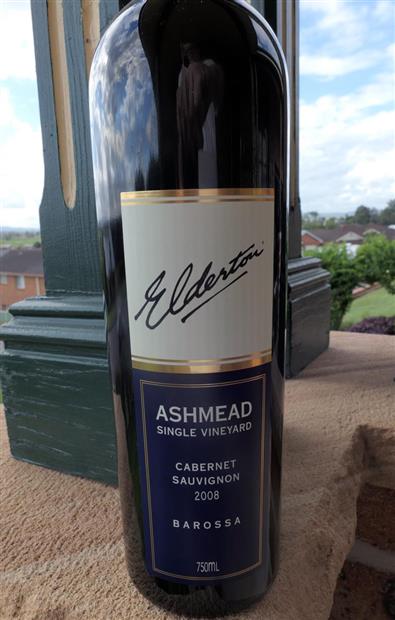 Elderton
ASHMEAD
SINGLE VINEYARD
CABERNET
SAUVIGNON
2008
BAROSSA
750ML